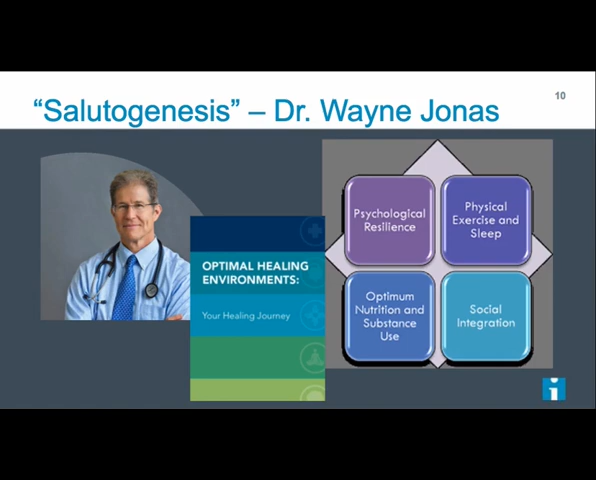 10
“Salutogenesis” – Dr. Wayne Jonas
OPTIMAL HEALING
ENVIRONMENTS:
Your Healing Journey
Psychological
Resilience
Physical
Exercise and
Sleep
Optimum
Nutrition and
Substance
Use
Social
Integration
i